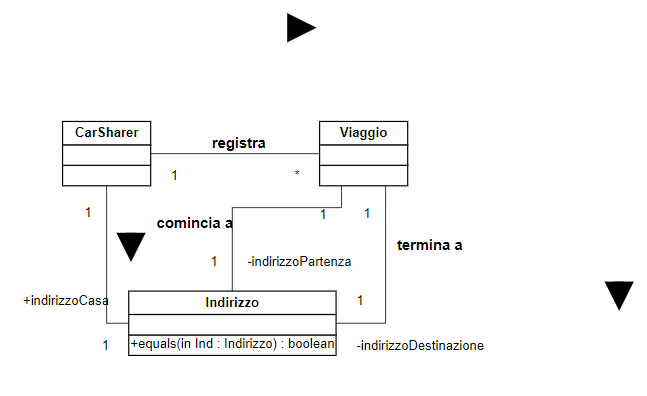 CarSharer
Viaggio
registra
1
*
1
1
1
comincia a
termina a
1
-indirizzoPartenza
+indirizzoCasa
Indirizzo
1
1
+equals(in Ind : Indirizzo) : boolean
-indirizzoDestinazione